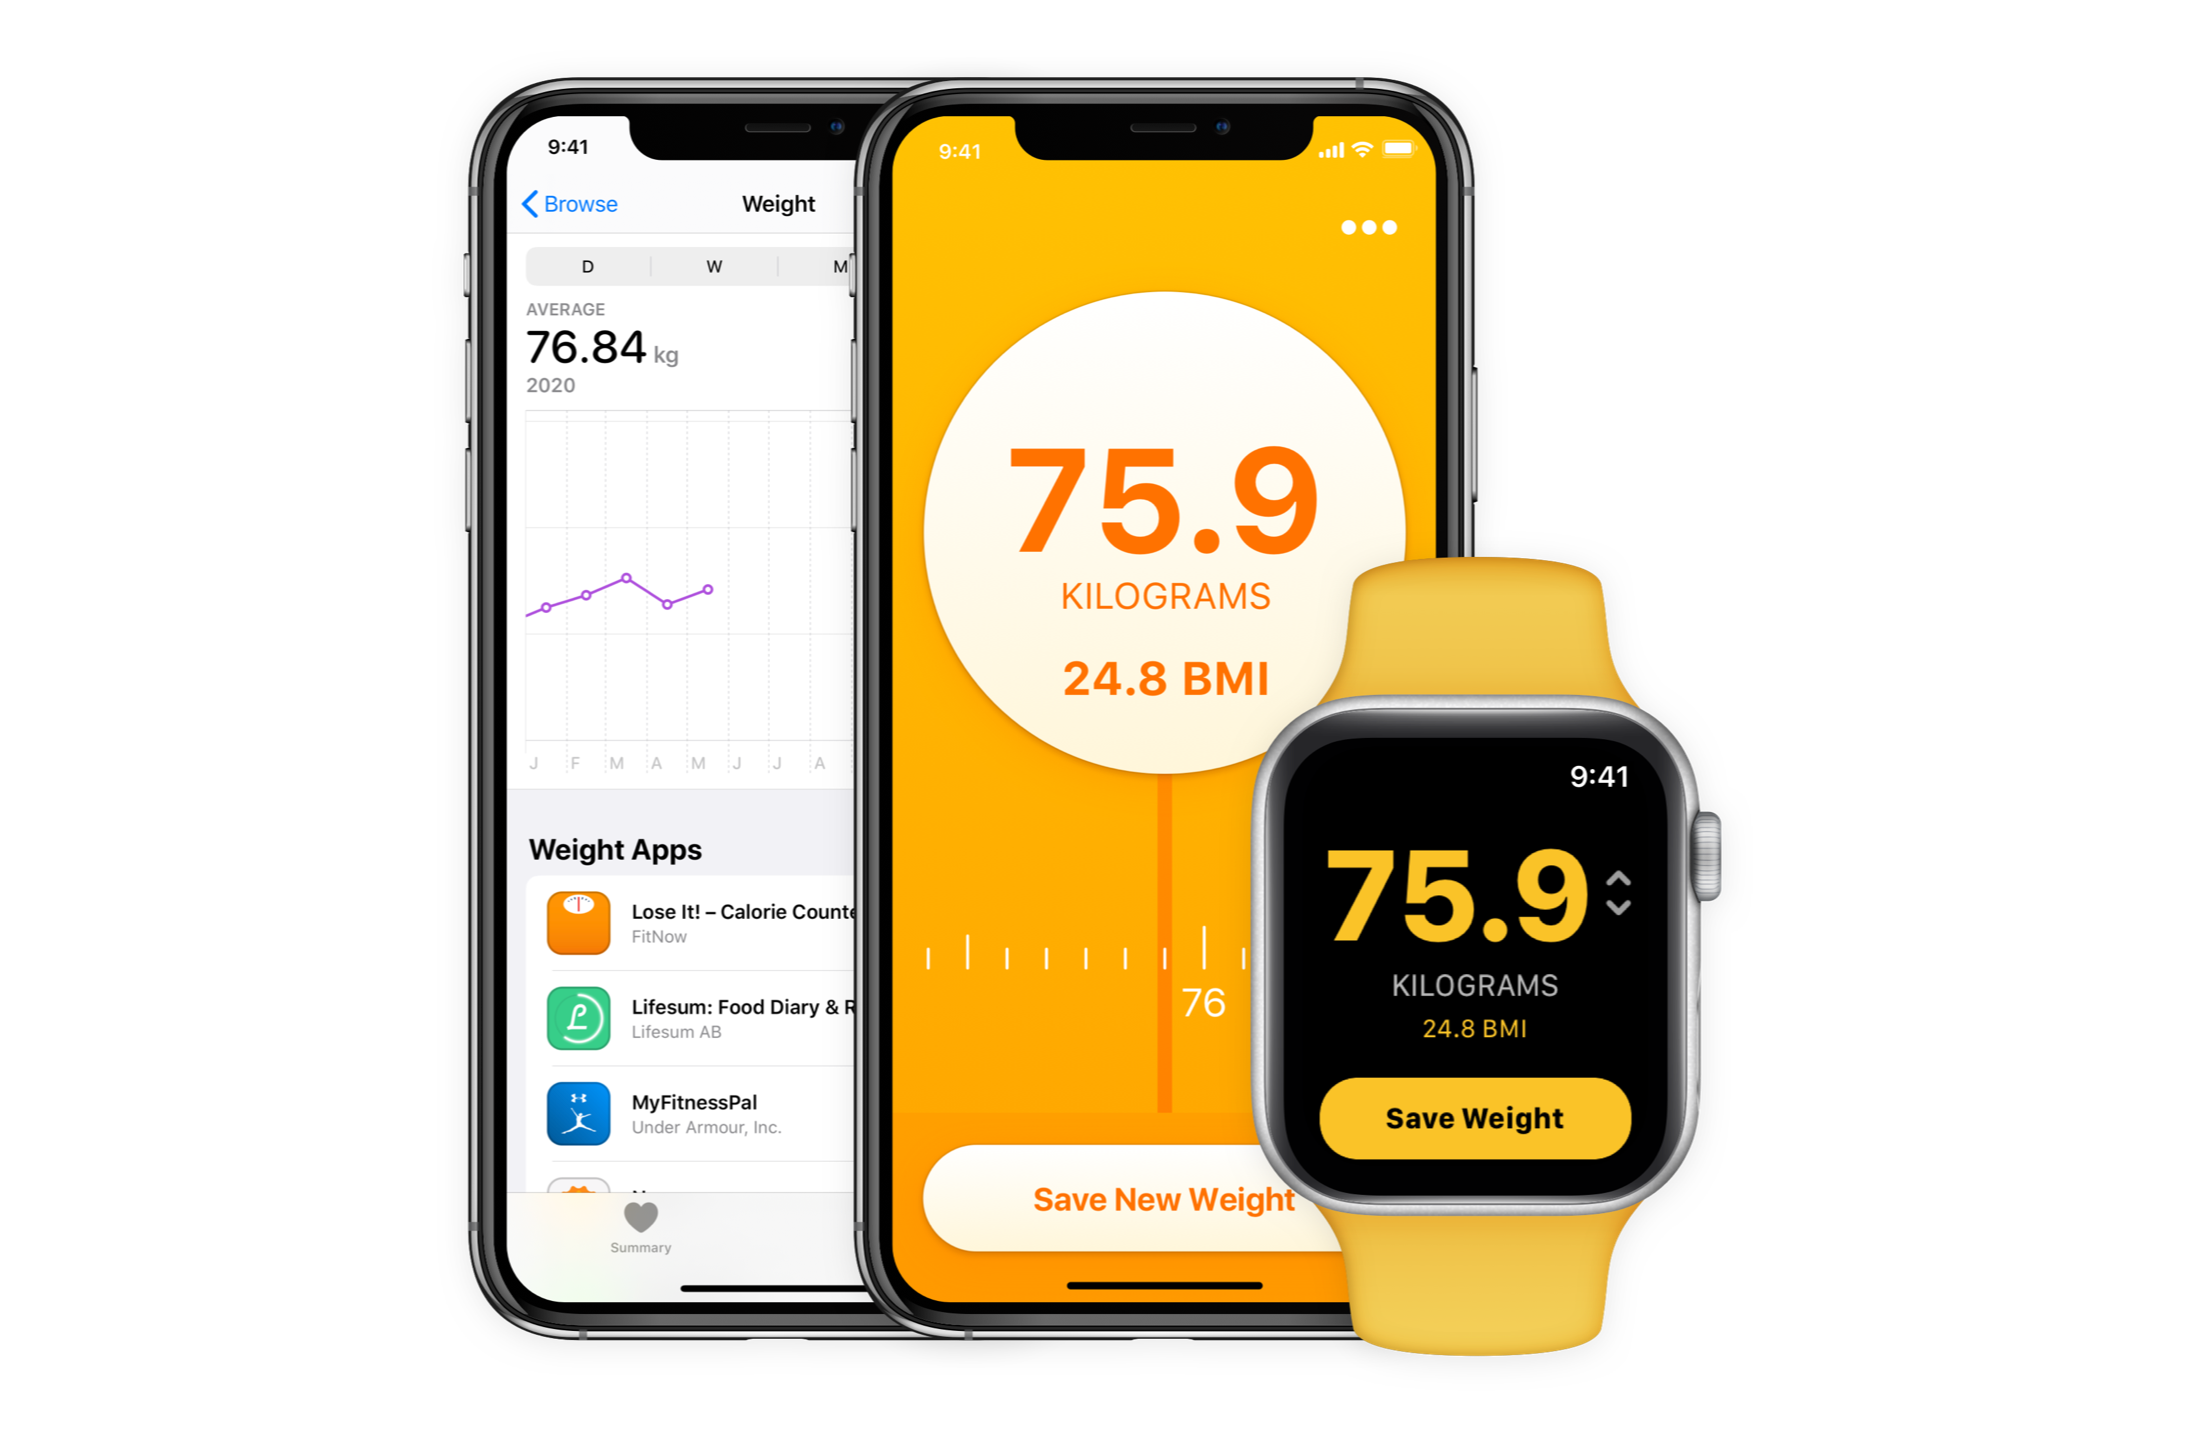 9:41
Browse
Weight
D W M
AVERAGE
76.84 kg
2020
J F M A M J J A
Weight Apps
Lose It! – Calorie Counte
FitNow
Lifesum: Food Diary & R
Lifesum AB
MyFitnessPal
Under Armour, Inc.
Summary
9:41
75.9
KILOGRAMS
24.8 BMI
76
Save New Weight
9:41
75.9
KILOGRAMS
24.8 BMI
Save Weight